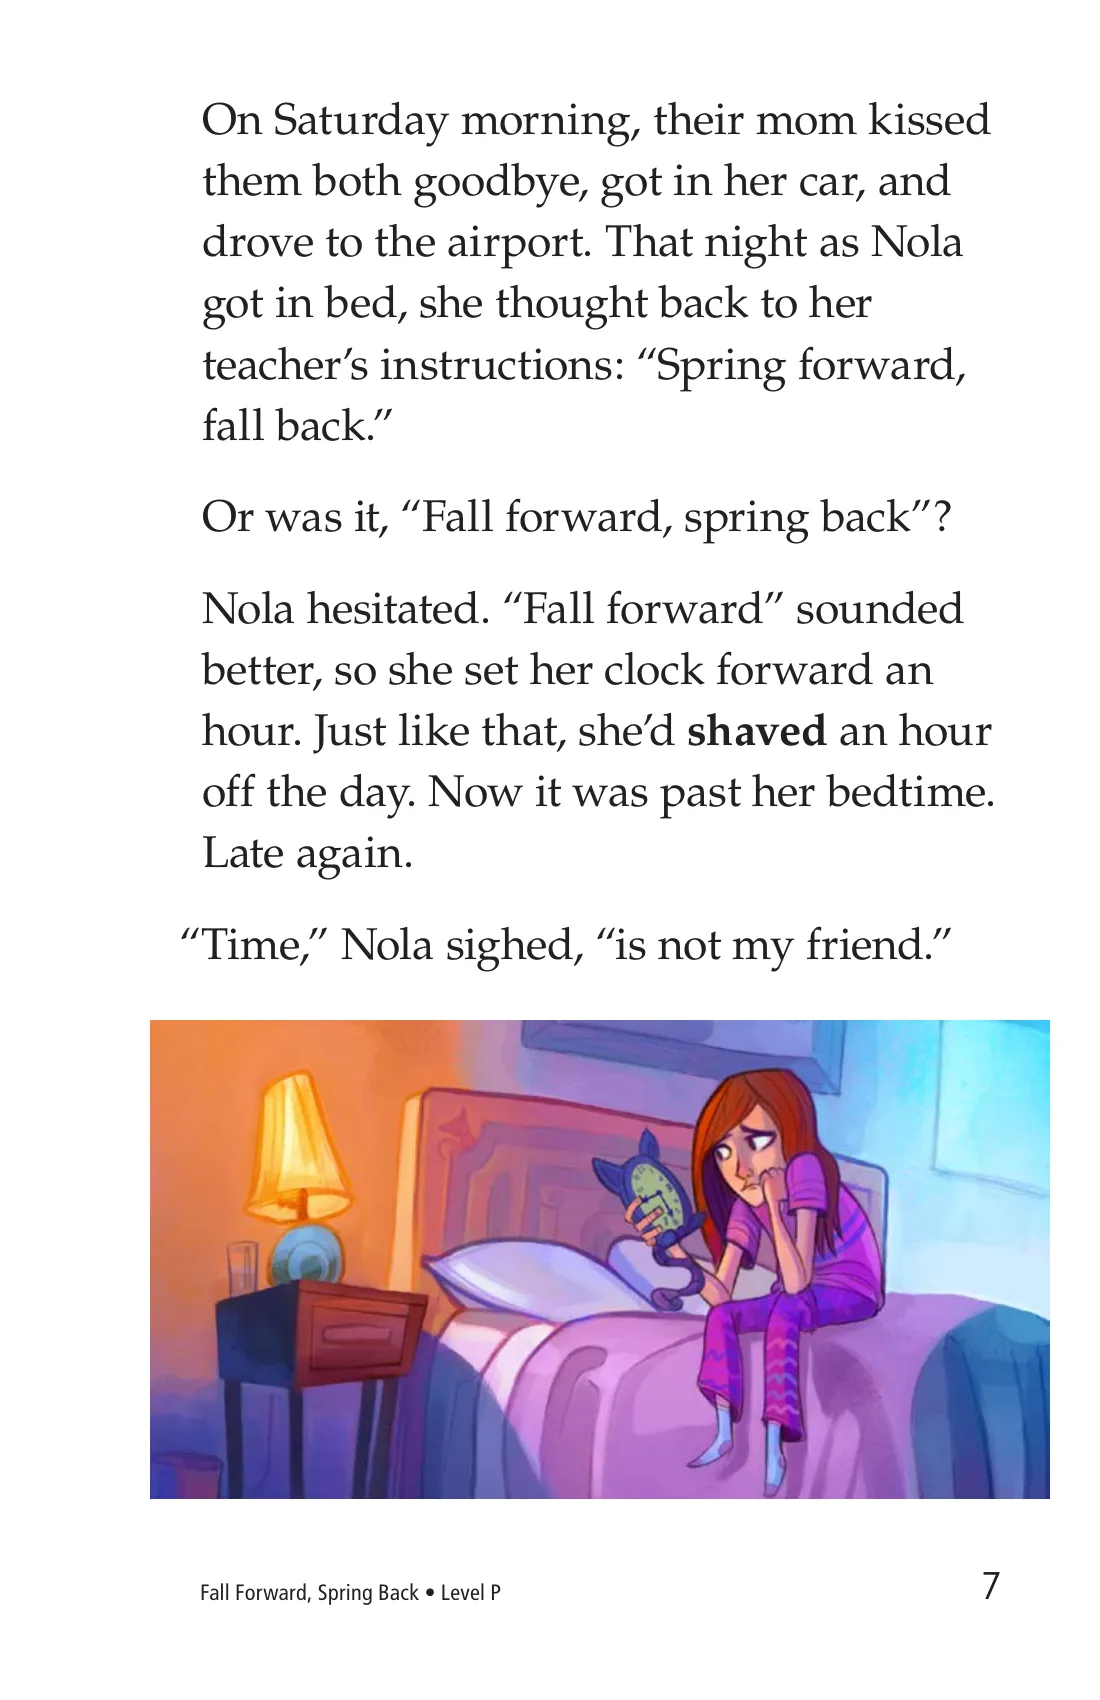 On Saturday morning, their mom kissed
them both goodbye, got in her car, and
drove to the airport. That night as Nola
got in bed, she thought back to her
teacher’s instructions: “Spring forward,
fall back.”
Or was it, “Fall forward, spring back”?
Nola hesitated. “Fall forward” sounded
better, so she set her clock forward an
hour. Just like that, she’d shaved an hour
off the day. Now it was past her bedtime.
Late again.
“Time,” Nola sighed, “is not my friend.”
Fall Forward, Spring Back • Level P
7